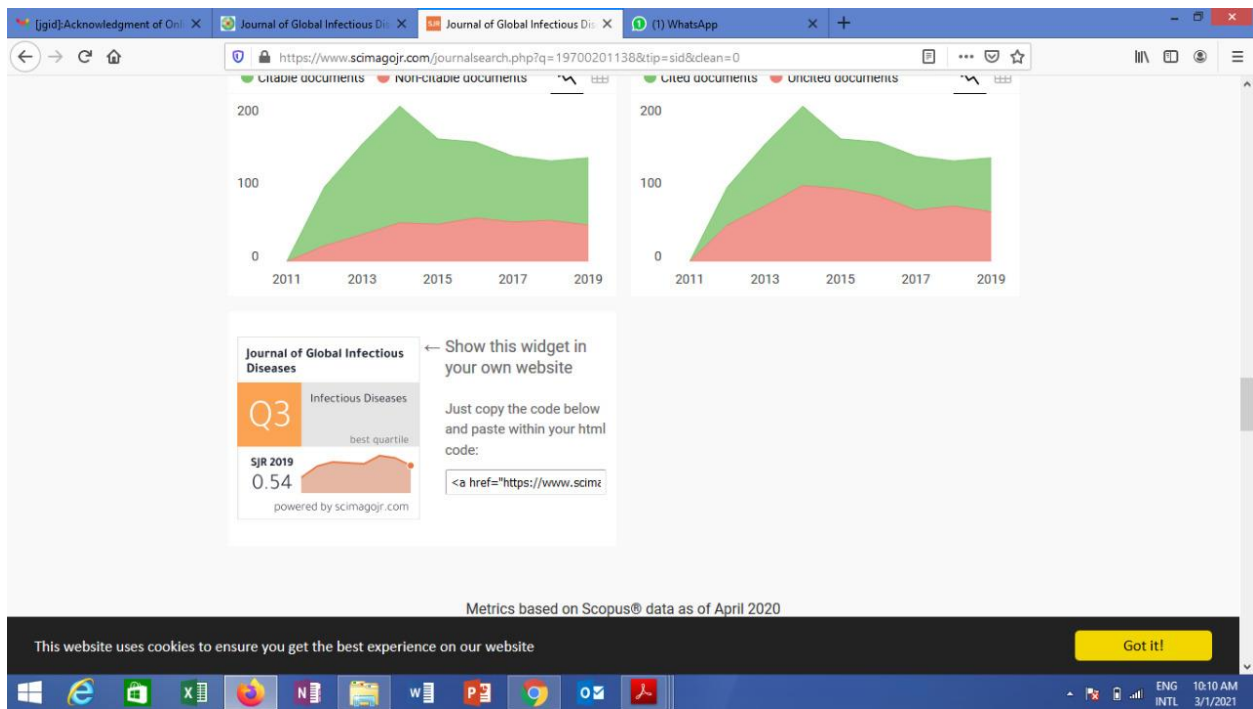 [jgid]:Acknowledgment of Onli
Journal of Global Infectious Dis
Journal of Global Infectious Dis
(1) WhatsApp
https://www.scimagojr.com/journalsearch.php?q=19700201138&tip=sid&clean=0
Citable documents Non-citable documents
Cited documents Uncited documents
200
100
0
2011 2013 2015 2017 2019
200
100
0
2011 2013 2015 2017 2019
Journal of Global Infectious
Diseases
Q3
Infectious Diseases
best quartile
SJR 2019
0.54
powered by scimagojr.com
← Show this widget in
your own website
Just copy the code below
and paste within your html
code:
<a href="https://www.scima
Metrics based on Scopus® data as of April 2020
This website uses cookies to ensure you get the best experience on our website
Got it!
ENG 10:10 AM
INTL 3/1/2021